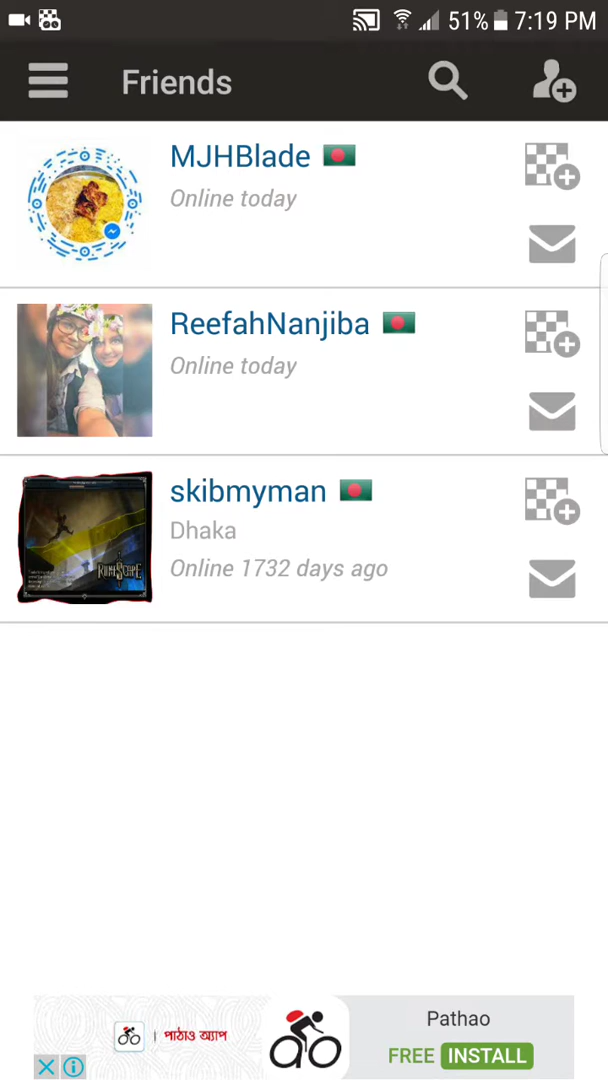 51% 7:19 PM
Friends
MJHBlade
Online today
ReefahNanjiba
Online today
skibmyman
Dhaka
Online 1732 days ago
RUNESCAPE
| পাঠাও অ্যাপ
Pathao
FREE INSTALL